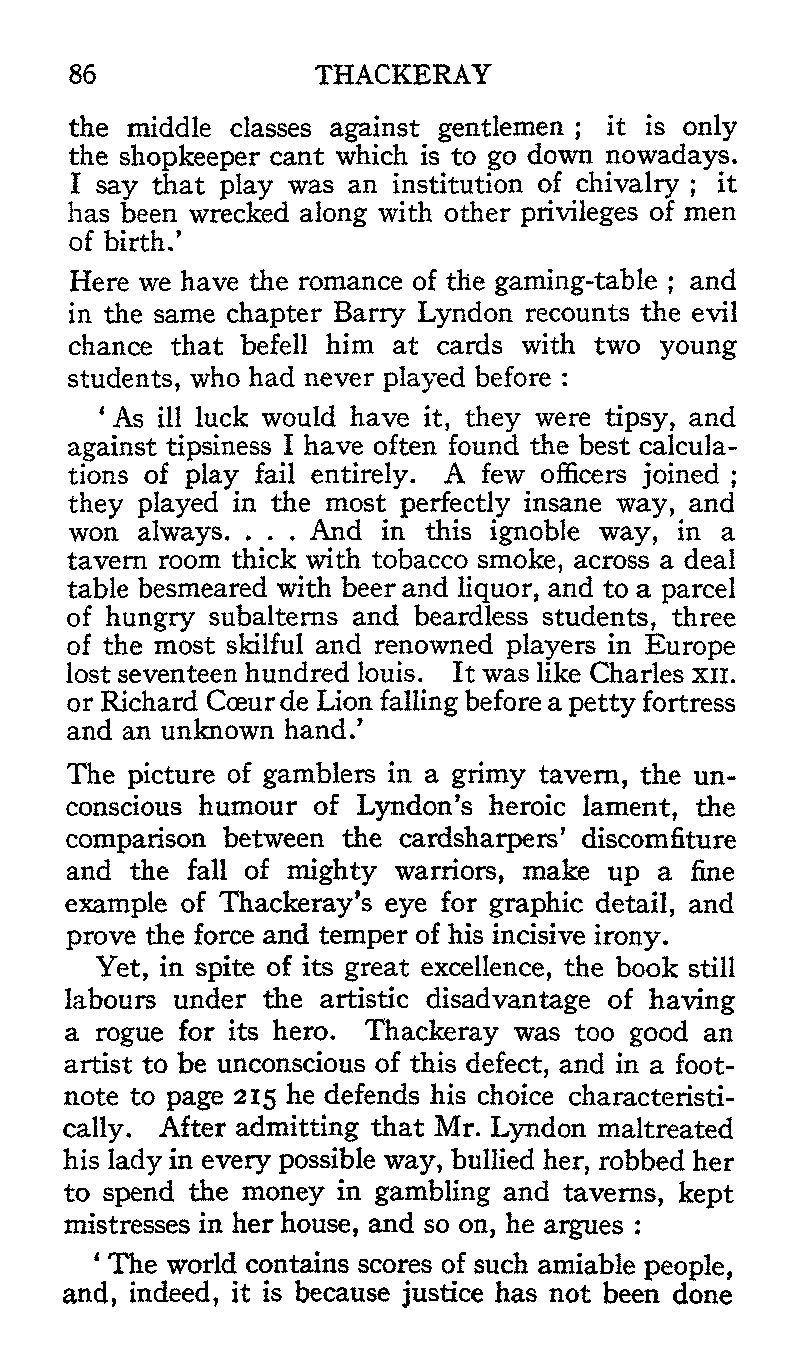 86 THACKERAY
the middle classes against gentlemen ; it is only
the shopkeeper cant which is to go down nowadays.
I say that play was an institution of chivalry ; it
has been wrecked along with other privileges of men
of birth.’
Here we have the romance of the gaming-table ; and
in the same chapter Barry Lyndon recounts the evil
chance that befell him at cards with two young
students, who had never played before :
‘ As ill luck would have it, they were tipsy, and
against tipsiness I have often found the best calcula-
tions of play fail entirely. A few officers joined ;
they played in the most perfectly insane way, and
won always. . . . And in this ignoble way, in a
tavern room thick with tobacco smoke, across a deal
table besmeared with beer and liquor, and to a parcel
of hungry subalterns and beardless students, three
of the most skilful and renowned players in Europe
lost seventeen hundred louis. It was like Charles XII.
or Richard Cœur de Lion falling before a petty fortress
and an unknown hand.’
The picture of gamblers in a grimy tavern, the un-
conscious humour of Lyndon’s heroic lament, the
comparison between the cardsharpers’ discomfiture
and the fall of mighty warriors, make up a fine
example of Thackeray’s eye for graphic detail, and
prove the force and temper of his incisive irony.
Yet, in spite of its great excellence, the book still
labours under the artistic disadvantage of having
a rogue for its hero. Thackeray was too good an
artist to be unconscious of this defect, and in a foot-
note to page 215 he defends his choice characteristi-
cally. After admitting that Mr. Lyndon maltreated
his lady in every possible way, bullied her, robbed her
to spend the money in gambling and taverns, kept
mistresses in her house, and so on, he argues :
‘ The world contains scores of such amiable people,
and, indeed, it is because justice has not been done